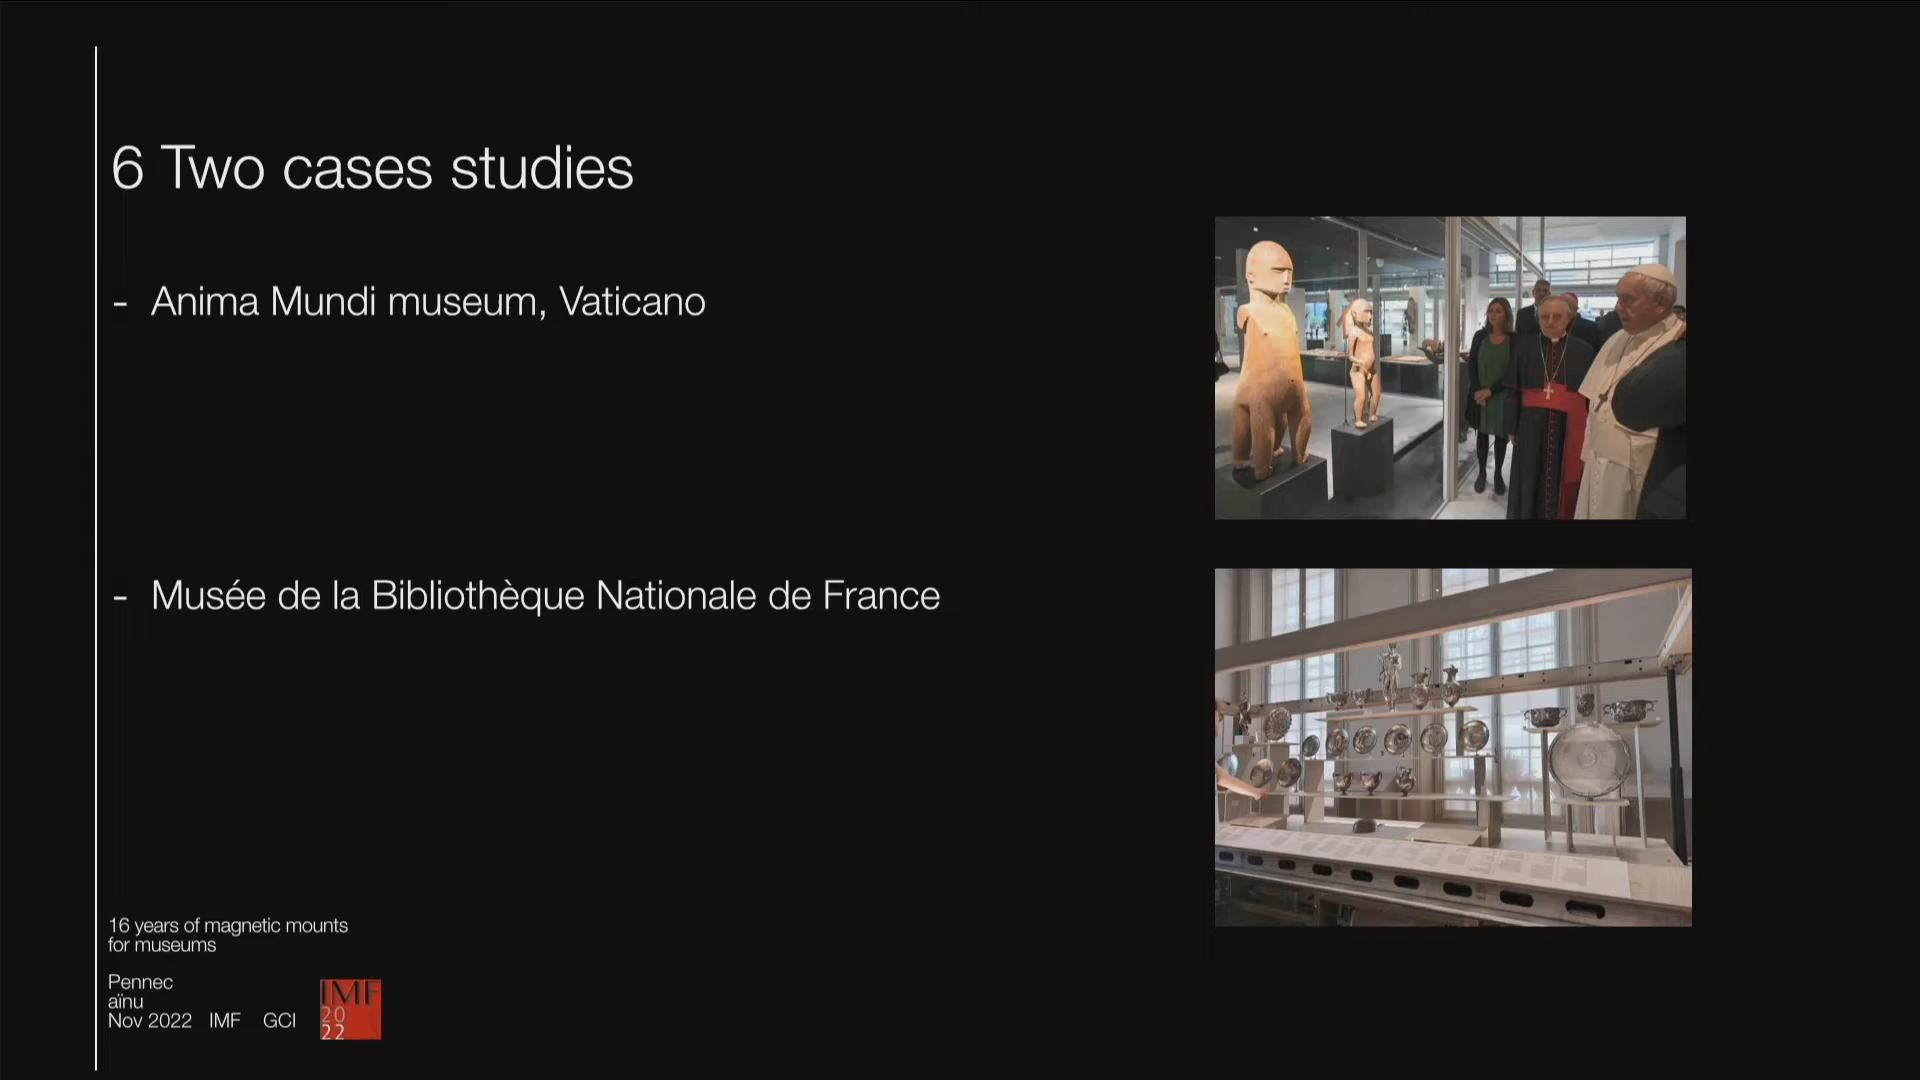 6 Two cases studies
- Anima Mundi museum, Vaticano
- Musée de la Bibliothèque Nationale de France
16 years of magnetic mounts
for museums
Pennec
aïnu
Nov 2022 IMF GCI
IMF
20
22